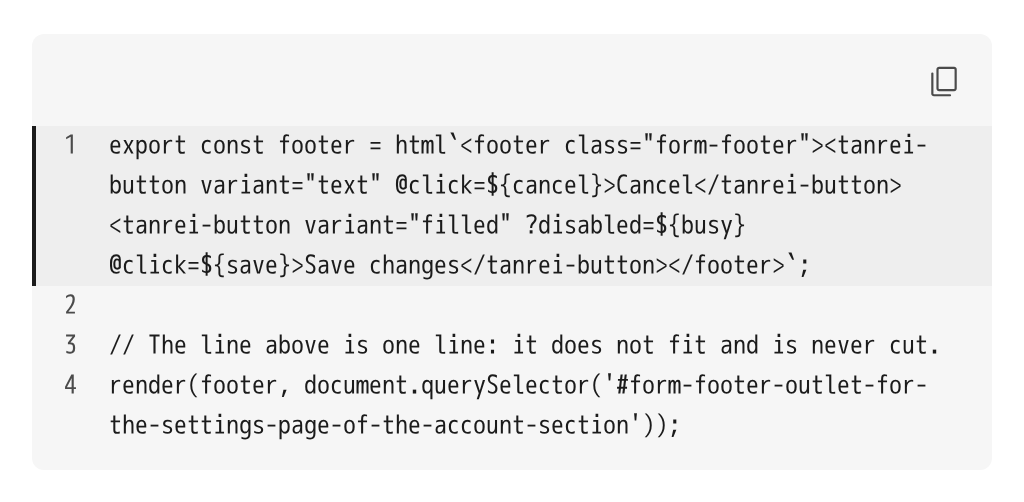 1 export const footer = html`<footer class="form-footer"><tanrei-
button variant="text" @click=${cancel}>Cancel</tanrei-button>
<tanrei-button variant="filled" ?disabled=${busy}
@click=${save}>Save changes</tanrei-button></footer>`;
2
3 // The line above is one line: it does not fit and is never cut.
4 render(footer, document.querySelector('#form-footer-outlet-for-
the-settings-page-of-the-account-section'));